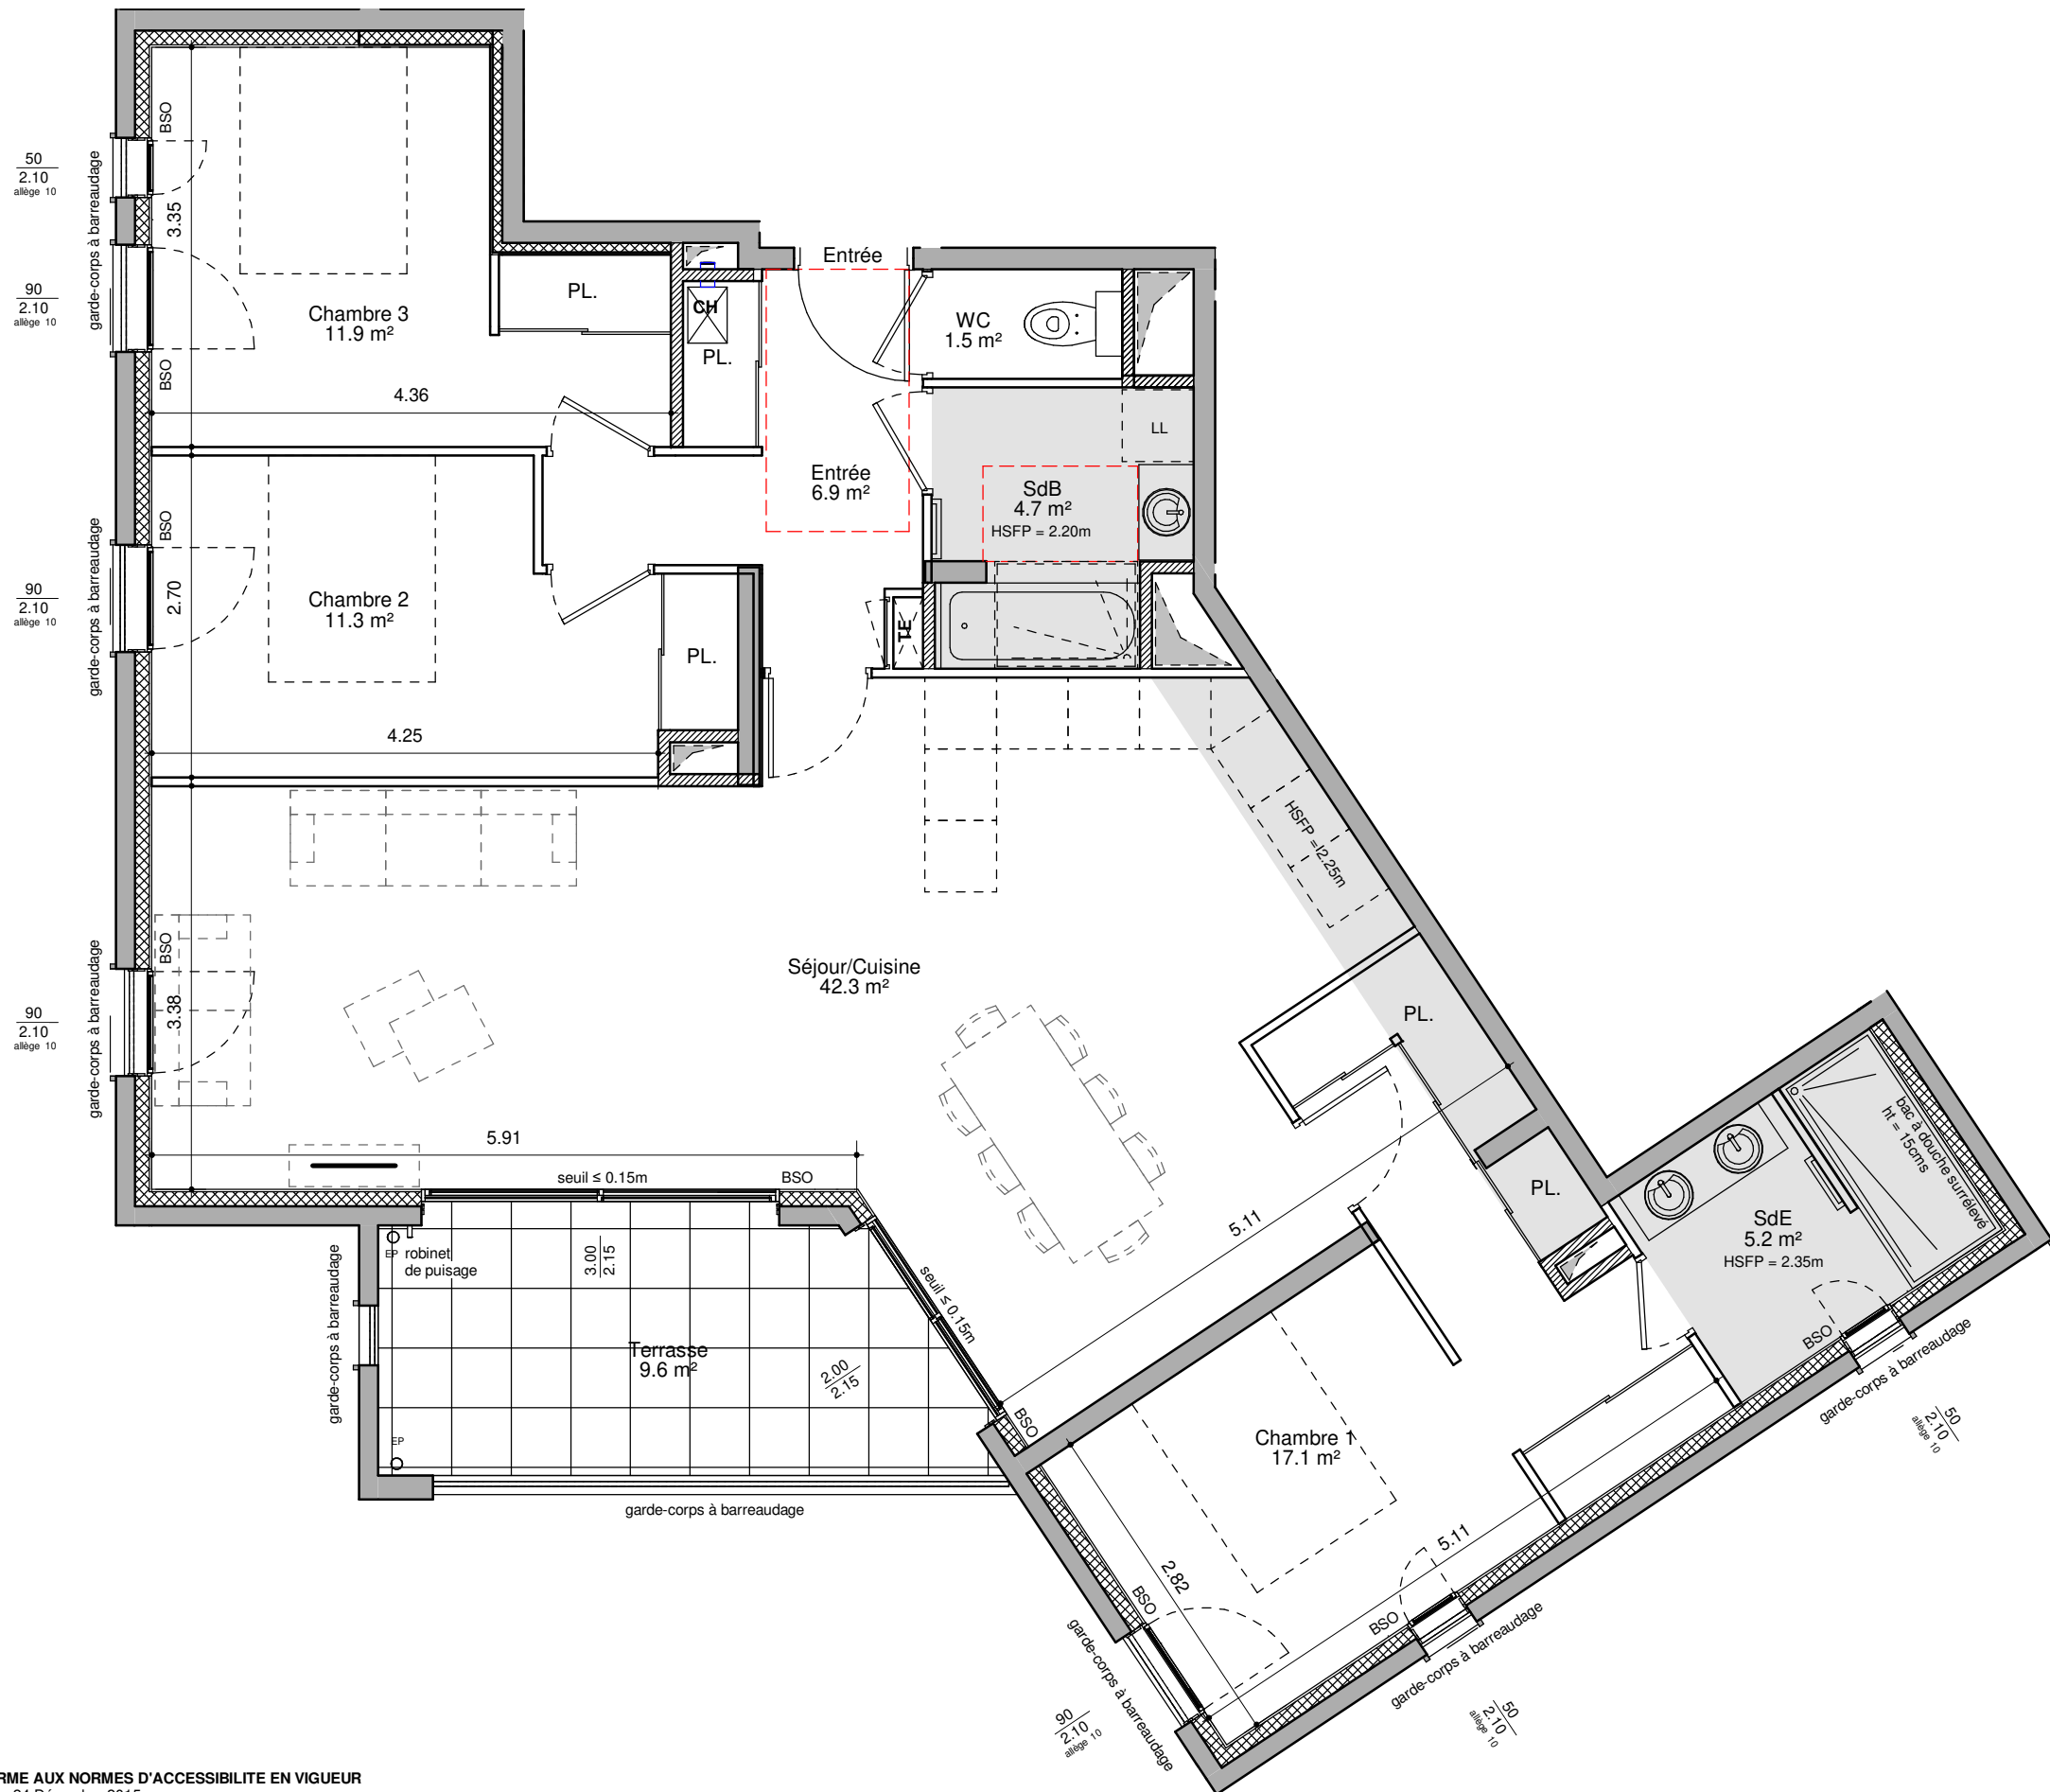 BSO
50
2.10
allège 10
garde-corps à barreaudage
3.35
90
2.10
allège 10
BSO
Chambre 3
11.9 m²
PL.
CH
PL.
4.36
Entrée
WC
1.5 m²
LL
Entrée
6.9 m²
SdB
4.7 m²
HSFP = 2.20m
TE
BSO
90
2.10
allège 10
garde-corps à barreaudage
2.70
Chambre 2
11.3 m²
PL.
4.25
HSFP = 2.25m
BSO
90
2.10
allège 10
garde-corps à barreaudage
3.38
Séjour/Cuisine
42.3 m²
PL.
5.91
seuil ≤ 0.15m
BSO
5.11
PL.
bac à douche surrélevé
ht = 15cms
SdE
5.2 m²
HSFP = 2.35m
BSO
garde-corps à barreaudage
50
2.10
allège 10
EP
robinet
de puisage
3.00
2.15
seuil ≤ 0.15m
garde-corps à barreaudage
Terrasse
9.6 m²
2.00
2.15
EP
BSO
garde-corps à barreaudage
Chambre 1
17.1 m²
2.82
5.11
BSO
BSO
garde-corps à barreaudage
90
2.10
allège 10
garde-corps à barreaudage
50
2.10
allège 10
RME AUX NORMES D'ACCESSIBILITE EN VIGUEUR